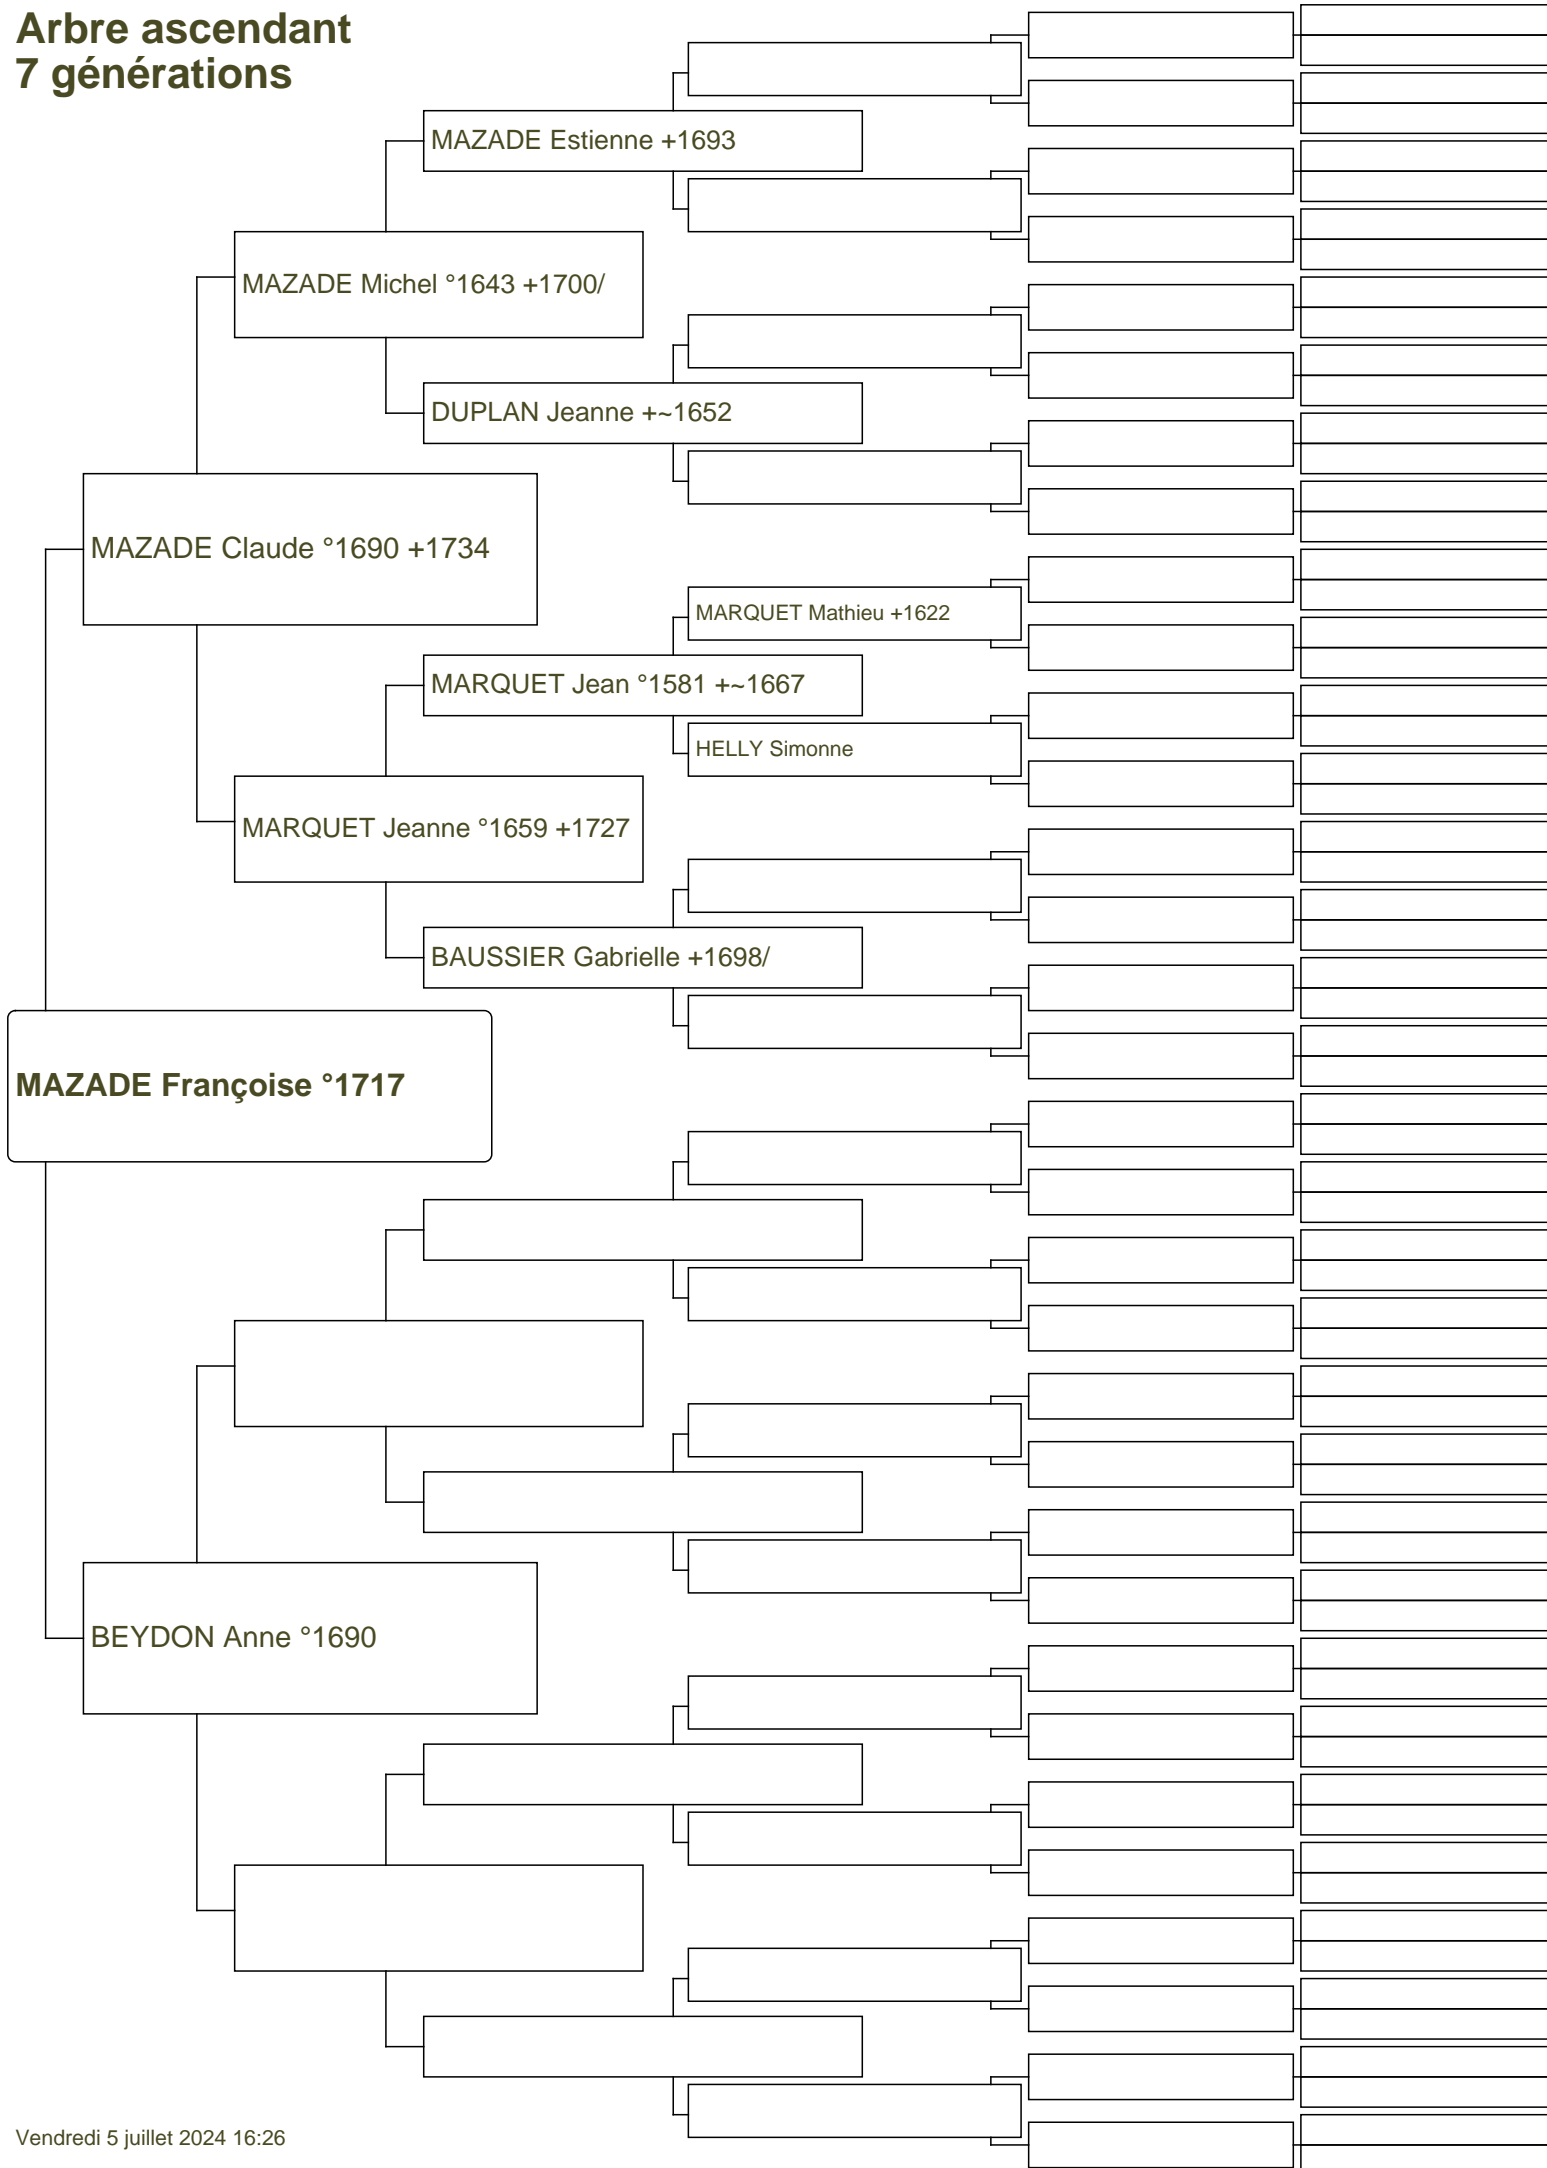 Arbre ascendant
7 générations
MAZADE Estienne +1693
MAZADE Michel °1643 +1700/
DUPLAN Jeanne +~1652
MAZADE Claude °1690 +1734
MARQUET Mathieu +1622
MARQUET Jean °1581 +~1667
HELLY Simonne
MARQUET Jeanne °1659 +1727
BAUSSIER Gabrielle +1698/
MAZADE Françoise °1717
BEYDON Anne °1690
Vendredi 5 juillet 2024 16:26